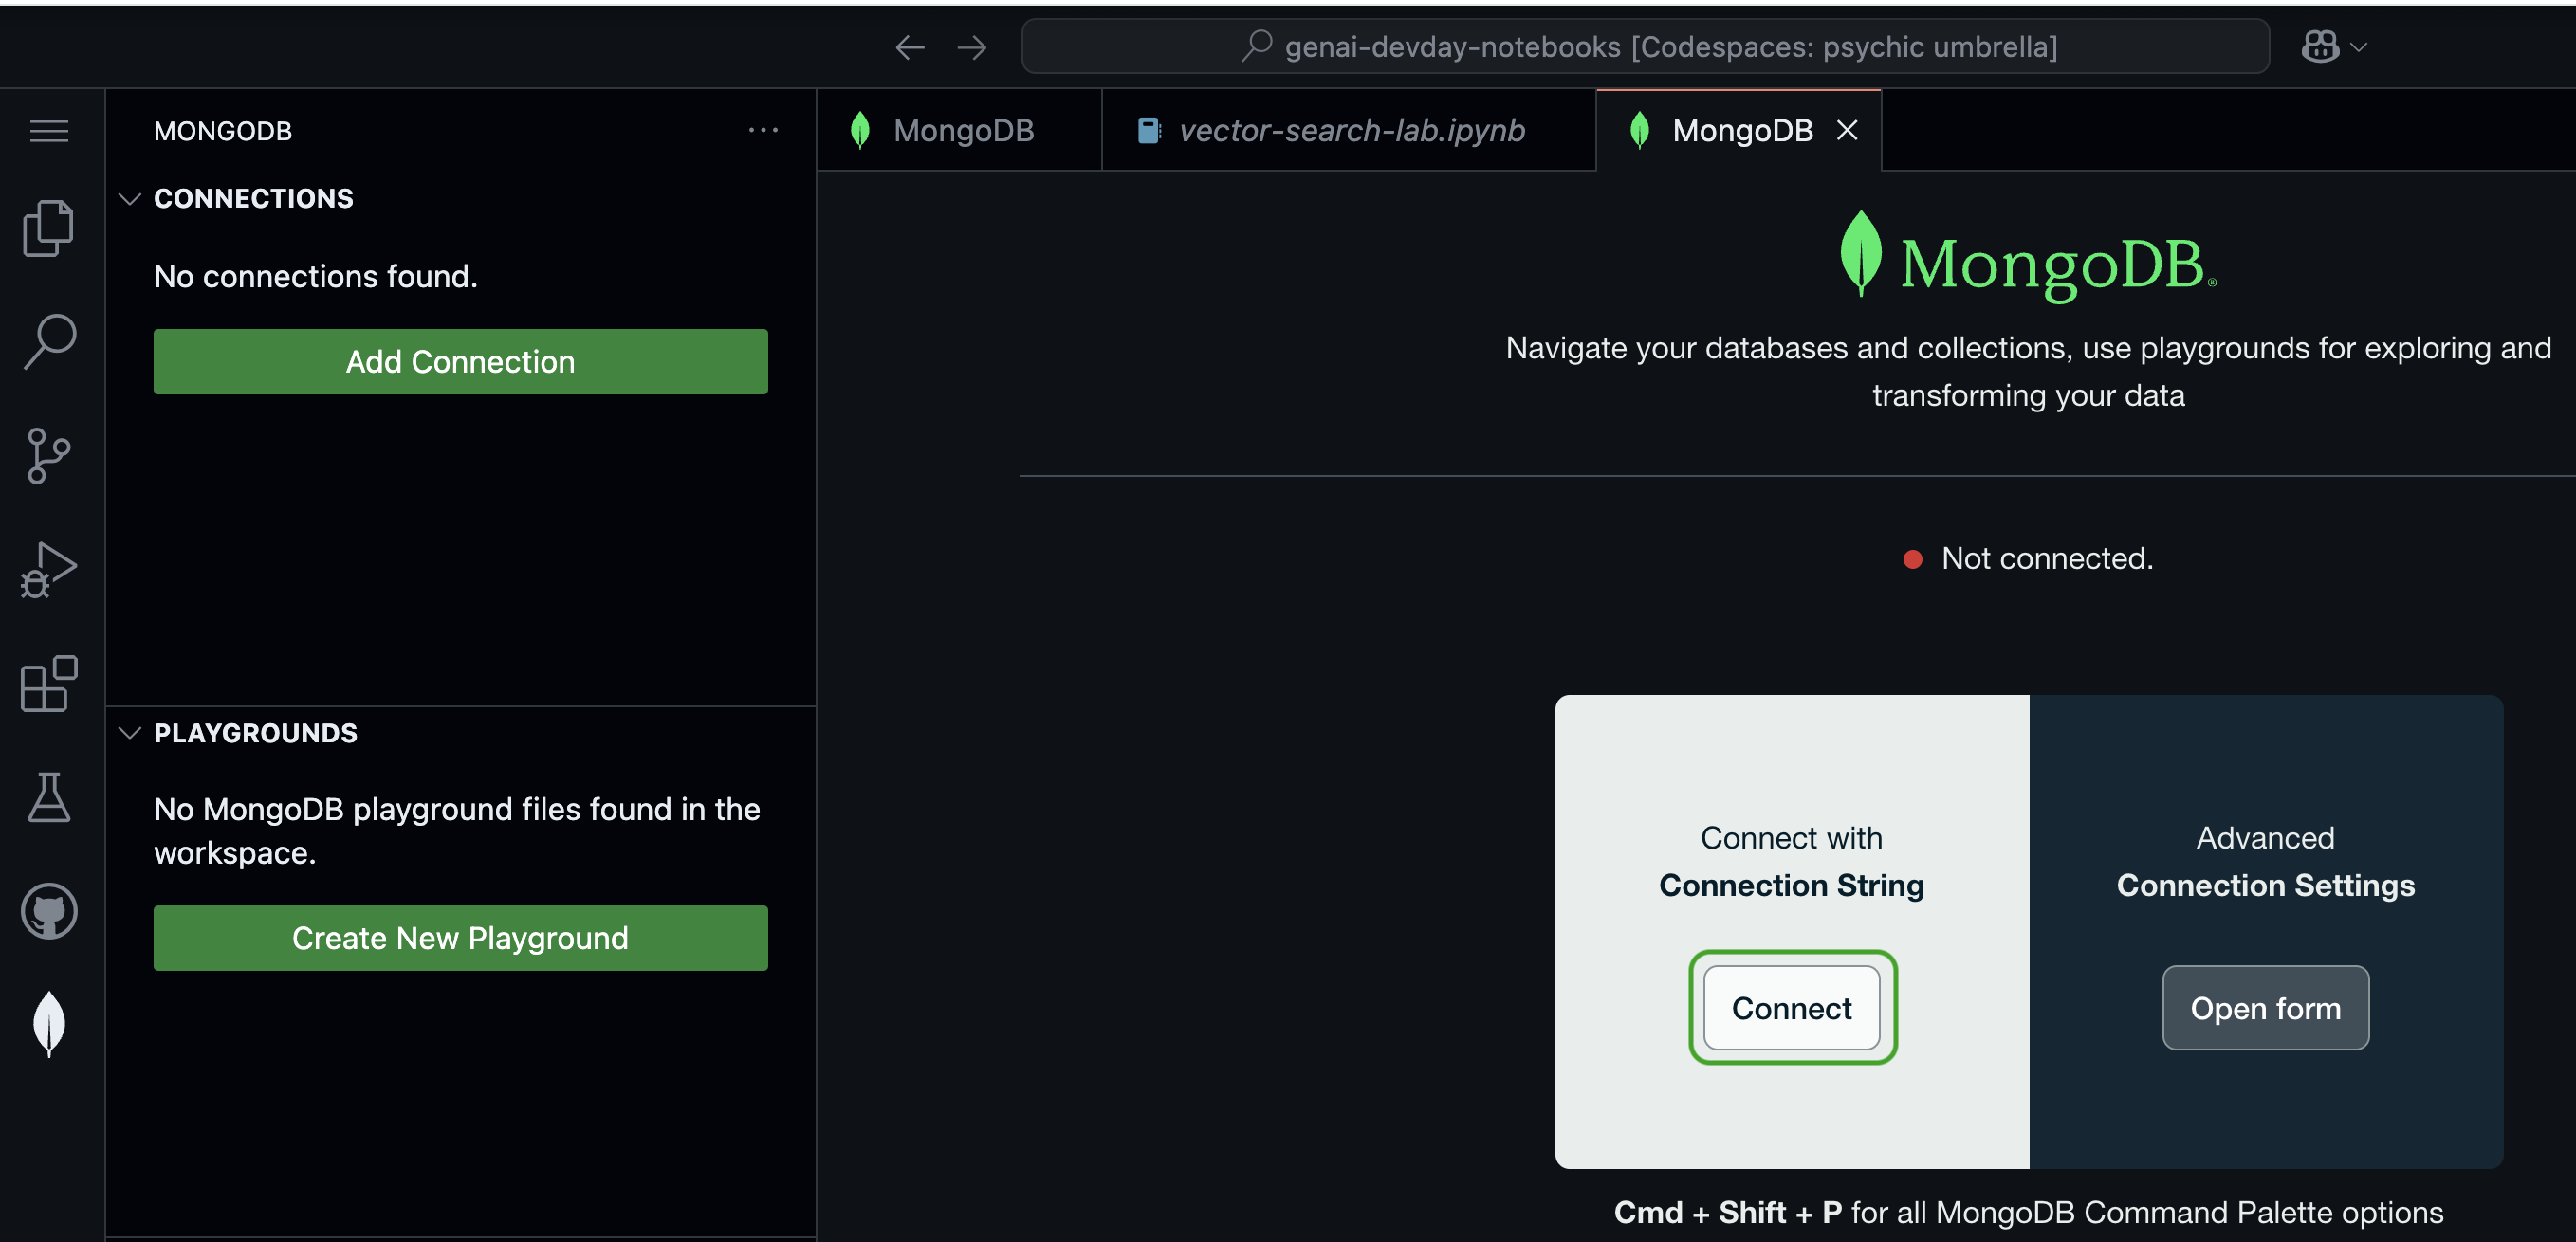 genai-devday-notebooks [Codespaces: psychic umbrella]
MONGODB
CONNECTIONS
No connections found.
Add Connection
PLAYGROUNDS
No MongoDB playground files found in the
workspace.
Create New Playground
MongoDB
vector-search-lab.ipynb
MongoDB
MongoDB®
Navigate your databases and collections, use playgrounds for exploring and
transforming your data
Not connected.
Connect with
Connection String
Connect
Advanced
Connection Settings
Open form
Cmd + Shift + P for all MongoDB Command Palette options